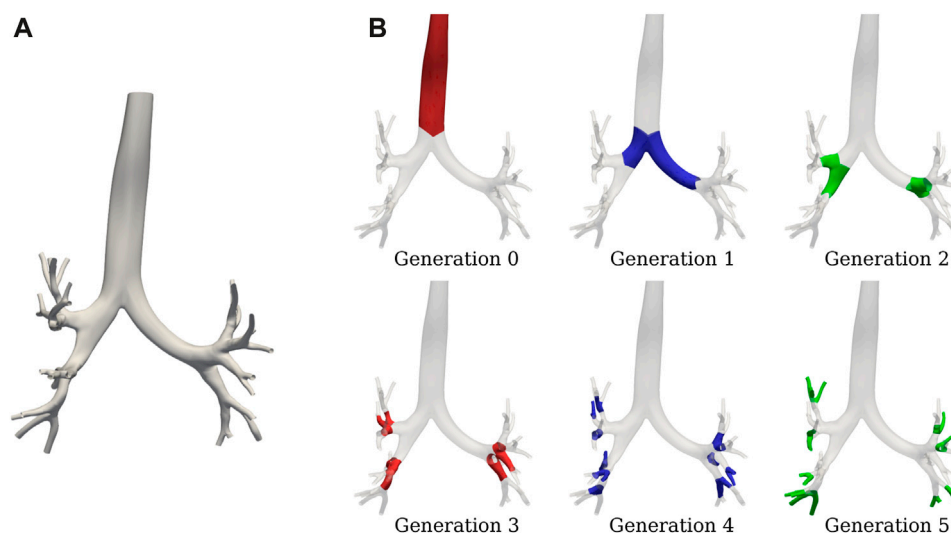 A
B
Generation 0
Generation 1
Generation 2
Generation 3
Generation 4
Generation 5